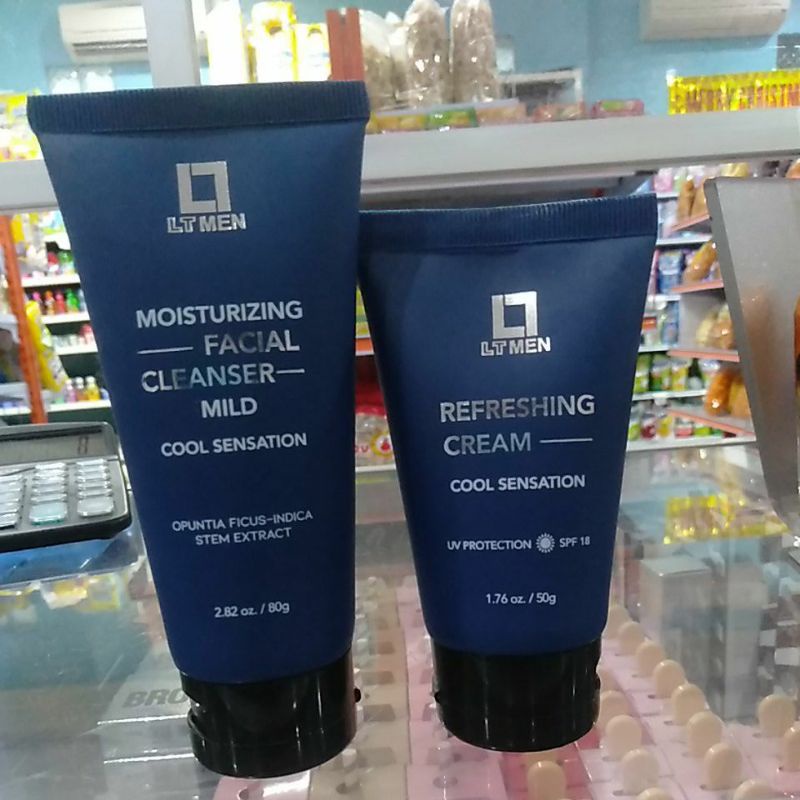 LT MEN
MOISTURIZING
FACIAL
CLEANSER
MILD
COOL SENSATION
OPUNTIA FICUS-INDICA
STEM EXTRACT
2.82 oz. / 80g
LT MEN
REFRESHING
CREAM
COOL SENSATION
UV PROTECTION SPF 18
1.76 oz. / 50g